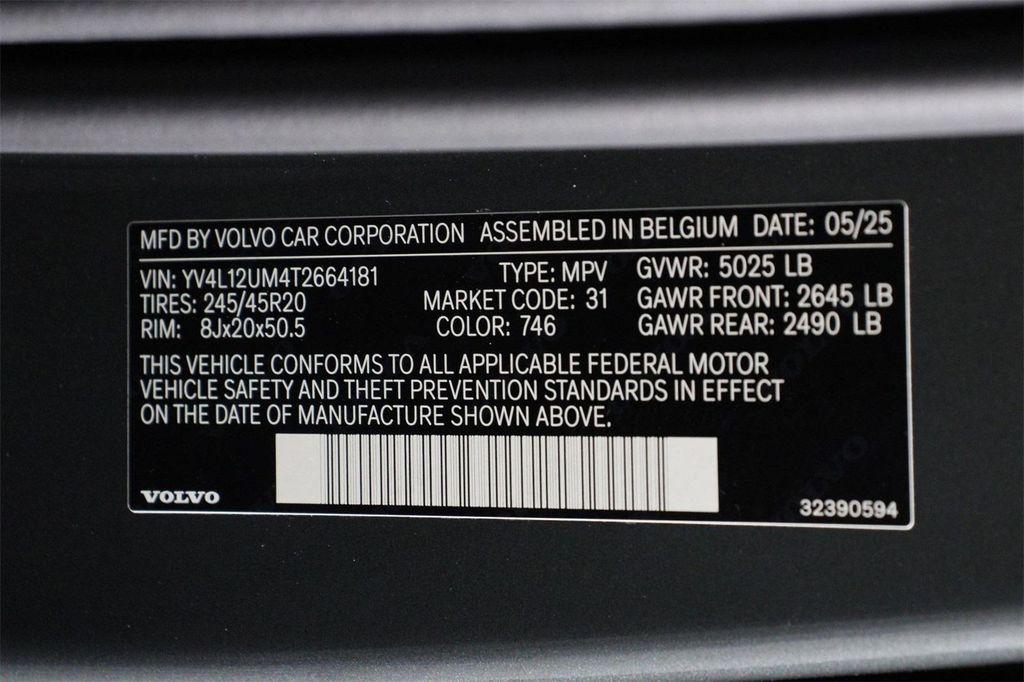 MFD BY VOLVO CAR CORPORATION ASSEMBLED IN BELGIUM DATE: 05/25
VIN: YV4L12UM4T2664181 TYPE: MPV GVWR: 5025 LB
TIRES: 245/45R20 MARKET CODE: 31 GAWR FRONT: 2645 LB
RIM: 8Jx20x50.5 COLOR: 746 GAWR REAR: 2490 LB
THIS VEHICLE CONFORMS TO ALL APPLICABLE FEDERAL MOTOR
VEHICLE SAFETY AND THEFT PREVENTION STANDARDS IN EFFECT
ON THE DATE OF MANUFACTURE SHOWN ABOVE.
VOLVO 32390594